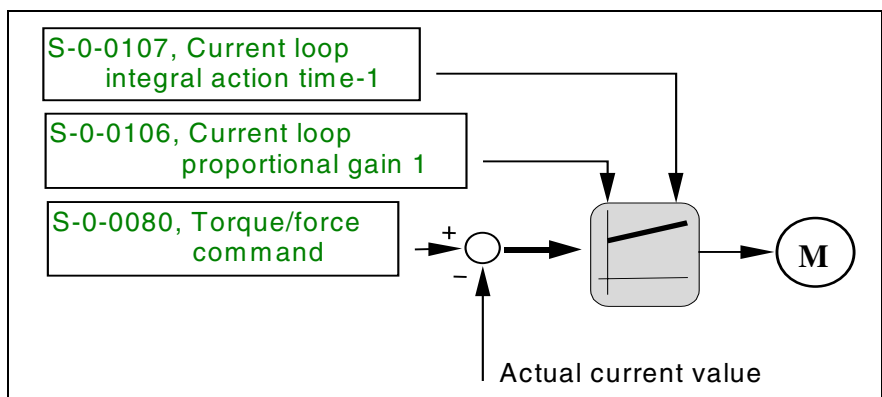 S-0-0107, Current loop
integral action time-1
S-0-0106, Current loop
proportional gain 1
S-0-0080, Torque/force
command
+
−
M
Actual current value